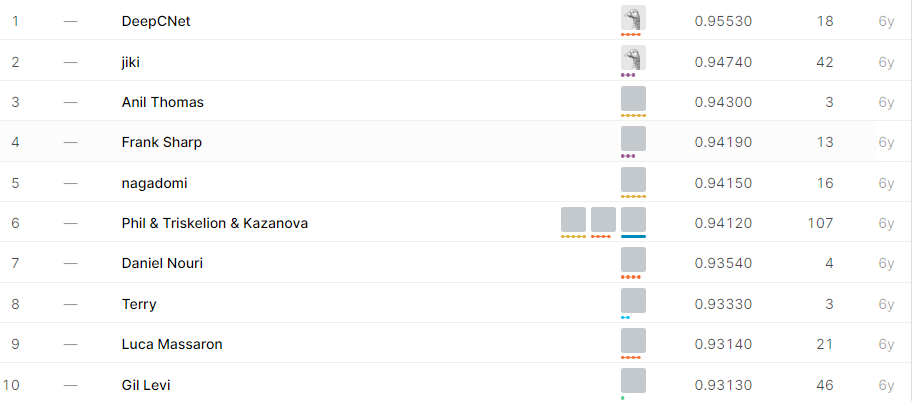 1 — DeepCNet 0.95530 18 6y
2 — jiki 0.94740 42 6y
3 — Anil Thomas 0.94300 3 6y
4 — Frank Sharp 0.94190 13 6y
5 — nagadomi 0.94150 16 6y
6 — Phil & Triskelion & Kazanova 0.94120 107 6y
7 — Daniel Nouri 0.93540 4 6y
8 — Terry 0.93330 3 6y
9 — Luca Massaron 0.93140 21 6y
10 — Gil Levi 0.93130 46 6y